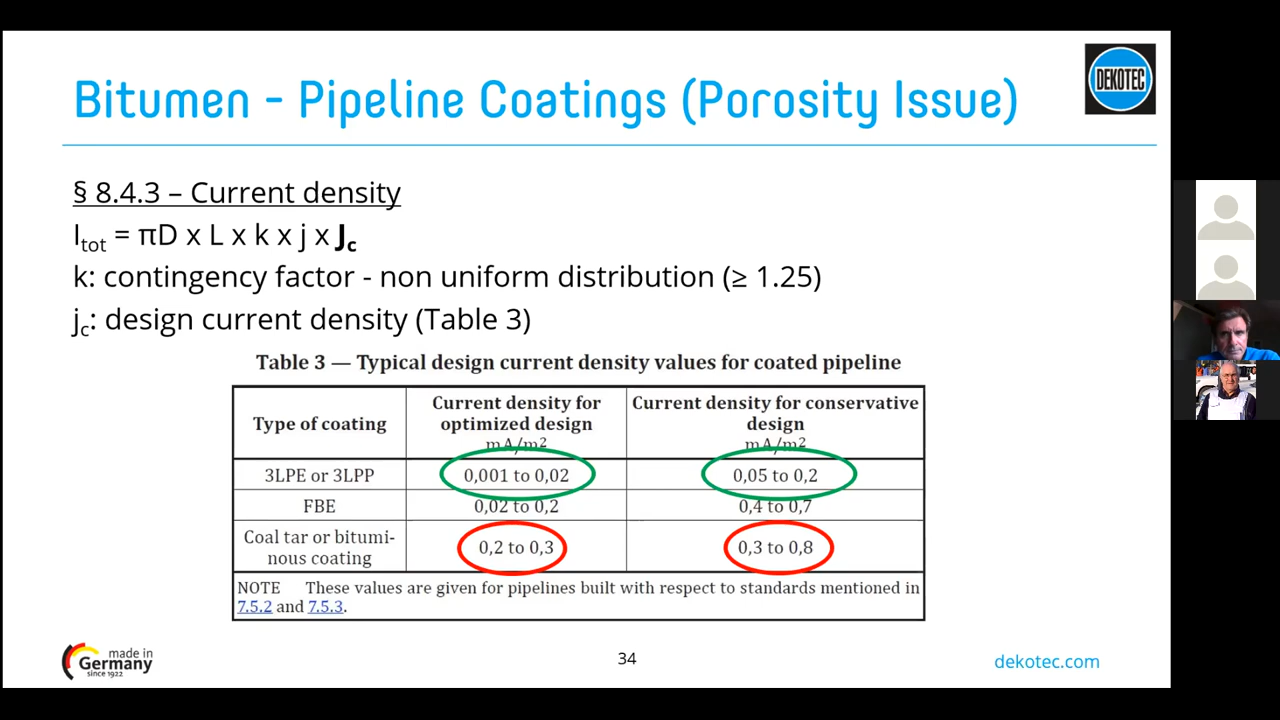 Bitumen - Pipeline Coatings (Porosity Issue)
DEKOTEC
§ 8.4.3 – Current density
Itot = πD x L x k x j x Jc
k: contingency factor - non uniform distribution (≥ 1.25)
jc: design current density (Table 3)
Table 3 — Typical design current density values for coated pipeline
Type of coating
Current density for
optimized design
mA/m²
Current density for conservative
design
mA/m²
3LPE or 3LPP
0,001 to 0,02
0,05 to 0,2
FBE
0,02 to 0,2
0,4 to 0,7
Coal tar or bitumi-
nous coating
0,2 to 0,3
0,3 to 0,8
NOTE These values are given for pipelines built with respect to standards mentioned in
7.5.2 and 7.5.3.
made in
Germany
since 1922
34
dekotec.com